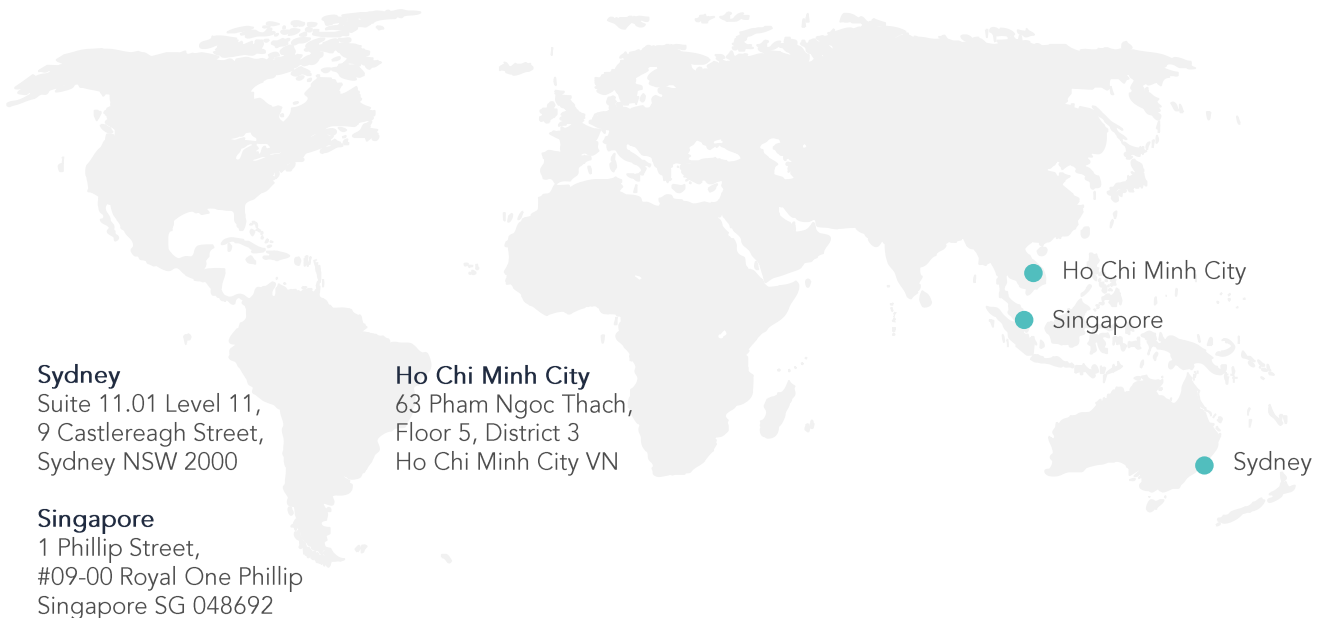 Ho Chi Minh City
Singapore
Sydney
Sydney
Suite 11.01 Level 11,
9 Castlereagh Street,
Sydney NSW 2000
Singapore
1 Phillip Street,
#09-00 Royal One Phillip
Singapore SG 048692
Ho Chi Minh City
63 Pham Ngoc Thach,
Floor 5, District 3
Ho Chi Minh City VN